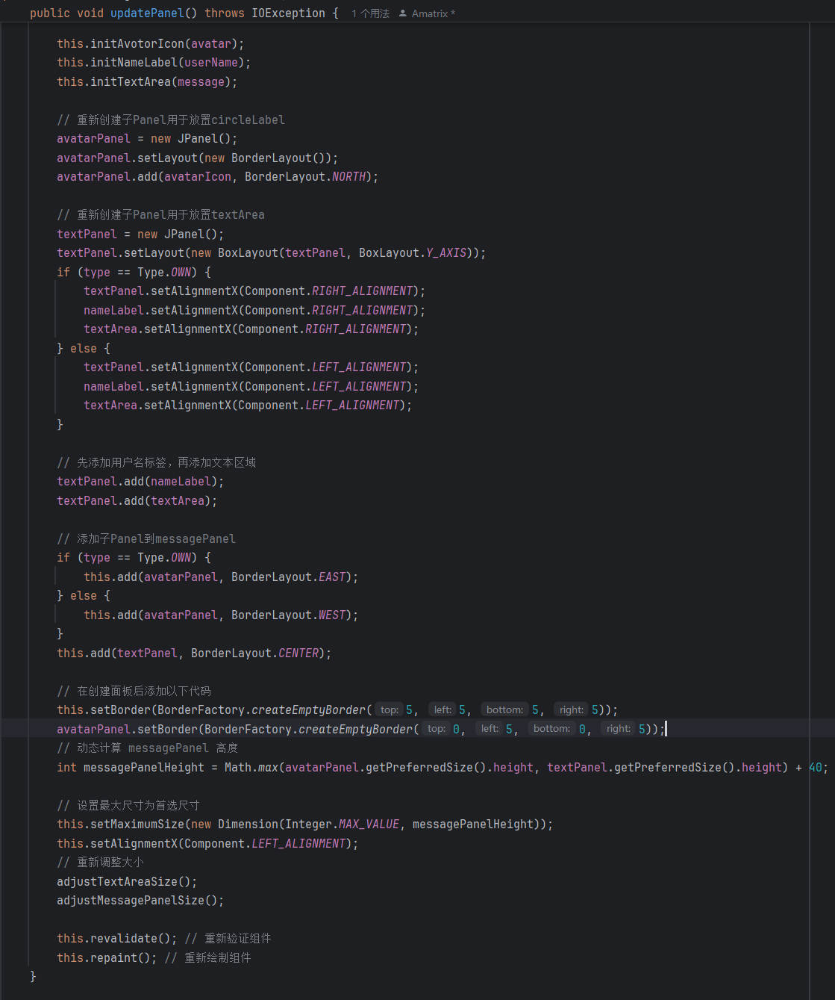 public void updatePanel() throws IOException { 1 个用法 Amatrix *
this.initAvotorIcon(avatar);
this.initNameLabel(userName);
this.initTextArea(message);
// 重新创建子Panel用于放置circleLabel
avatarPanel = new JPanel();
avatarPanel.setLayout(new BorderLayout());
avatarPanel.add(avatarIcon, BorderLayout.NORTH);
// 重新创建子Panel用于放置textArea
textPanel = new JPanel();
textPanel.setLayout(new BoxLayout(textPanel, BoxLayout.Y_AXIS));
if (type == Type.OWN) {
textPanel.setAlignmentX(Component.RIGHT_ALIGNMENT);
nameLabel.setAlignmentX(Component.RIGHT_ALIGNMENT);
textArea.setAlignmentX(Component.RIGHT_ALIGNMENT);
} else {
textPanel.setAlignmentX(Component.LEFT_ALIGNMENT);
nameLabel.setAlignmentX(Component.LEFT_ALIGNMENT);
textArea.setAlignmentX(Component.LEFT_ALIGNMENT);
}
// 先添加用户名标签，再添加文本区域
textPanel.add(nameLabel);
textPanel.add(textArea);
// 添加子Panel到messagePanel
if (type == Type.OWN) {
this.add(avatarPanel, BorderLayout.EAST);
} else {
this.add(avatarPanel, BorderLayout.WEST);
}
this.add(textPanel, BorderLayout.CENTER);
// 在创建面板后添加以下代码
this.setBorder(BorderFactory.createEmptyBorder( top: 5, left: 5, bottom: 5, right: 5));
avatarPanel.setBorder(BorderFactory.createEmptyBorder( top: 0, left: 5, bottom: 0, right: 5));
// 动态计算 messagePanel 高度
int messagePanelHeight = Math.max(avatarPanel.getPreferredSize().height, textPanel.getPreferredSize().height) + 40;
// 设置最大尺寸为首选尺寸
this.setMaximumSize(new Dimension(Integer.MAX_VALUE, messagePanelHeight));
this.setAlignmentX(Component.LEFT_ALIGNMENT);
// 重新调整大小
adjustTextAreaSize();
adjustMessagePanelSize();
this.revalidate(); // 重新验证组件
this.repaint(); // 重新绘制组件
}